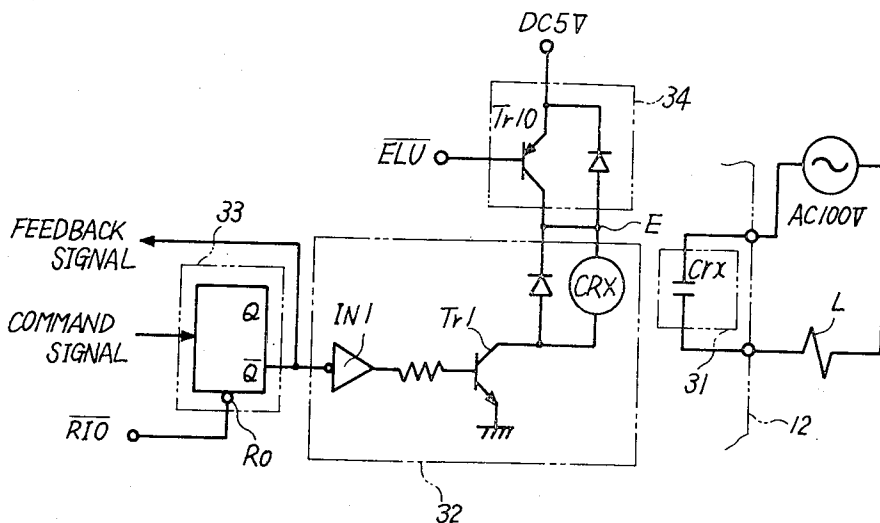 DC5V
34
Tr10
ELU
E
AC100V
33
FEEDBACK
SIGNAL
Crx
CRX
Q
IN1
Tr1
L
COMMAND
SIGNAL
Q
31
RIO
Ro
12
32